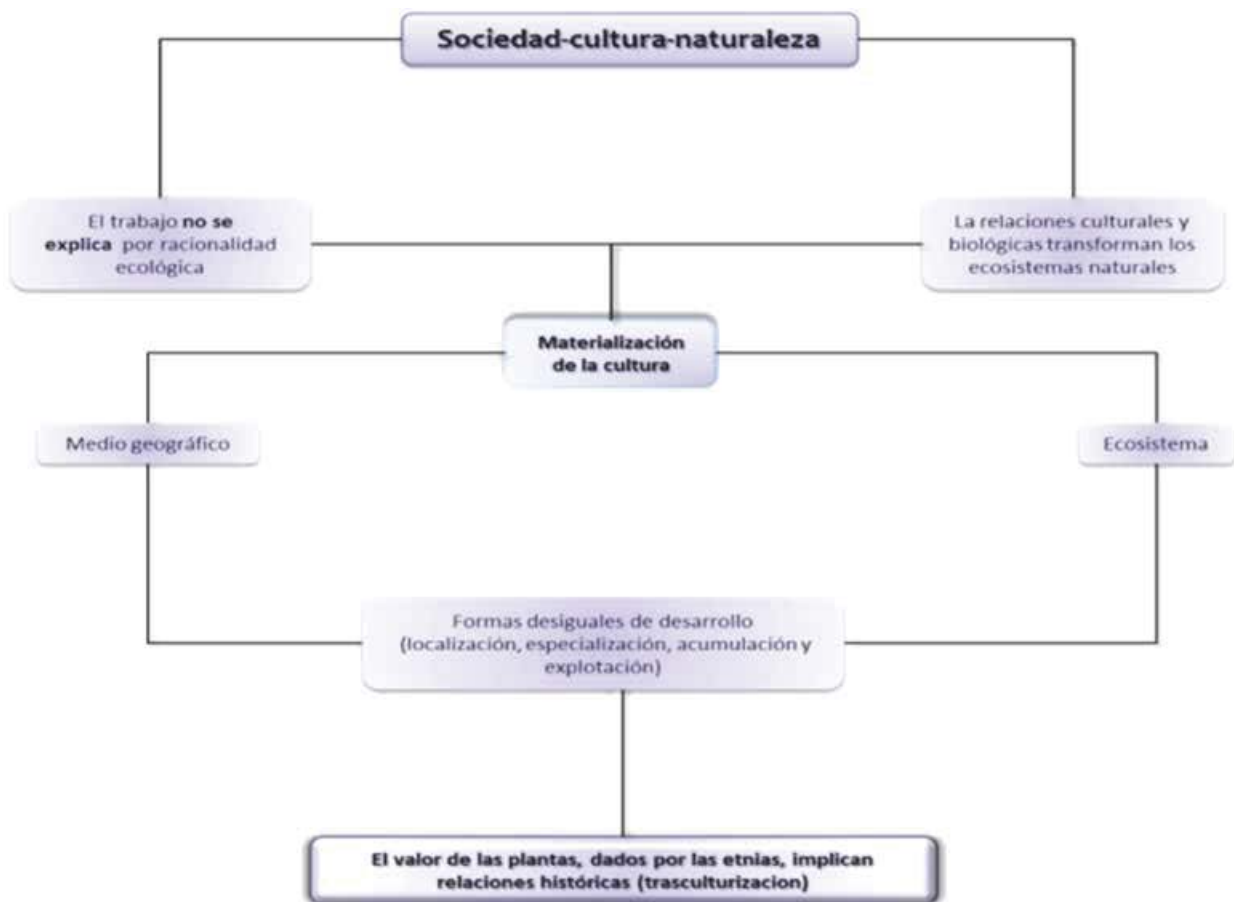 Sociedad-cultura-naturaleza
El trabajo no se
explica por racionalidad
ecológica
La relaciones culturales y
biológicas transforman los
ecosistemas naturales
Materialización
de la cultura
Medio geográfico
Ecosistema
Formas desiguales de desarrollo
(localización, especialización, acumulación y
explotación)
El valor de las plantas, dados por las etnias, implican
relaciones históricas (trasculturizacion)